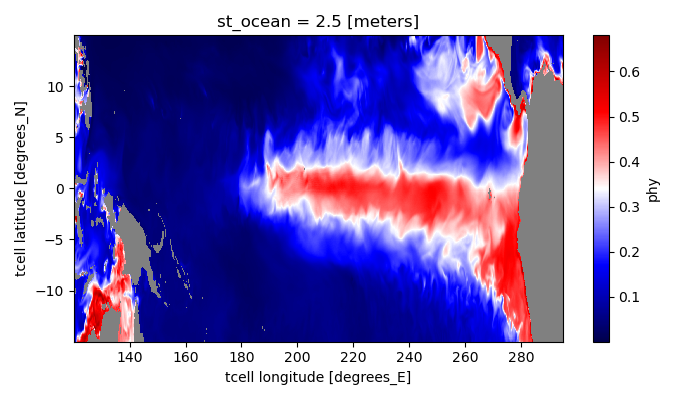 st_ocean = 2.5 [meters]
tcell latitude [degrees_N]
10
5
0
−5
−10
140 160 180 200 220 240 260 280
tcell longitude [degrees_E]
0.6
0.5
0.4
0.3
0.2
0.1
phy